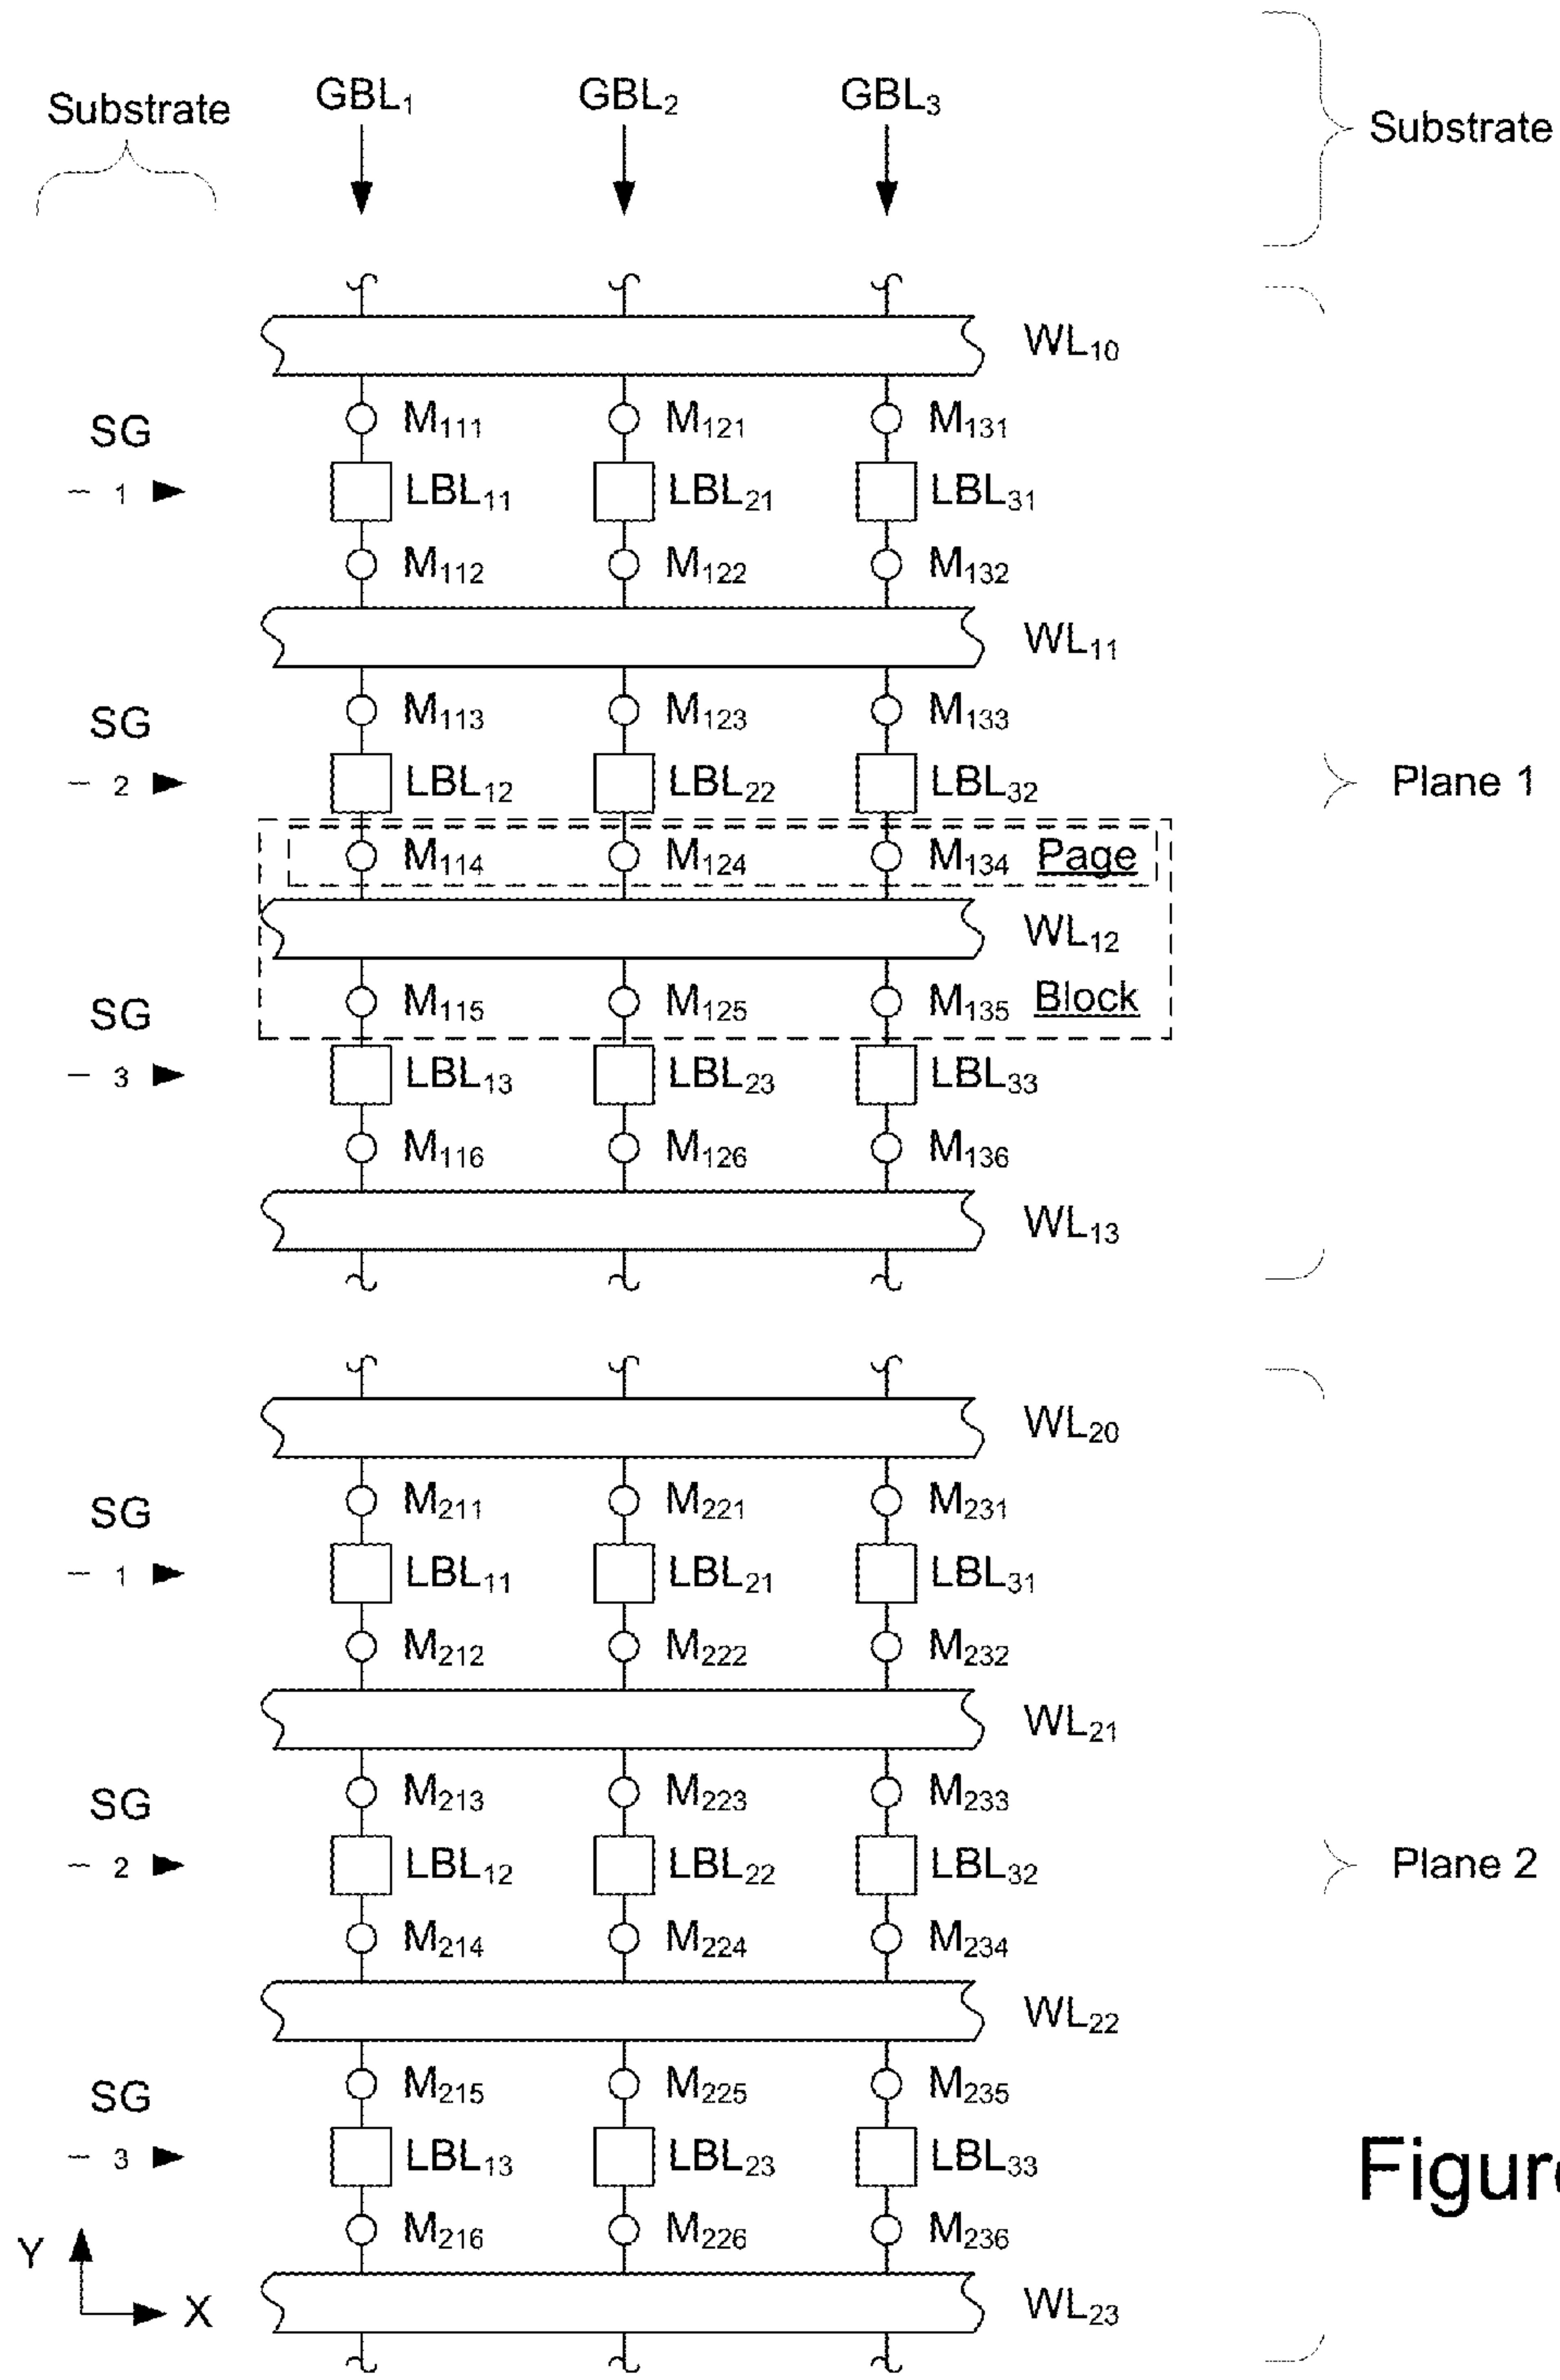 Substrate GBL₁ GBL₂ GBL₃ Substrate
WL₁₀
SG M₁₁₁ M₁₂₁ M₁₃₁
1 LBL₁₁ LBL₂₁ LBL₃₁
M₁₁₂ M₁₂₂ M₁₃₂
WL₁₁
SG M₁₁₃ M₁₂₃ M₁₃₃
2 LBL₁₂ LBL₂₂ LBL₃₂ Plane 1
M₁₁₄ M₁₂₄ M₁₃₄ Page
WL₁₂
SG M₁₁₅ M₁₂₅ M₁₃₅ Block
3 LBL₁₃ LBL₂₃ LBL₃₃
M₁₁₆ M₁₂₆ M₁₃₆
WL₁₃
WL₂₀
SG M₂₁₁ M₂₂₁ M₂₃₁
1 LBL₁₁ LBL₂₁ LBL₃₁
M₂₁₂ M₂₂₂ M₂₃₂
WL₂₁
SG M₂₁₃ M₂₂₃ M₂₃₃
2 LBL₁₂ LBL₂₂ LBL₃₂ Plane 2
M₂₁₄ M₂₂₄ M₂₃₄
WL₂₂
SG M₂₁₅ M₂₂₅ M₂₃₅
3 LBL₁₃ LBL₂₃ LBL₃₃ Figur
M₂₁₆ M₂₂₆ M₂₃₆
Y
X WL₂₃